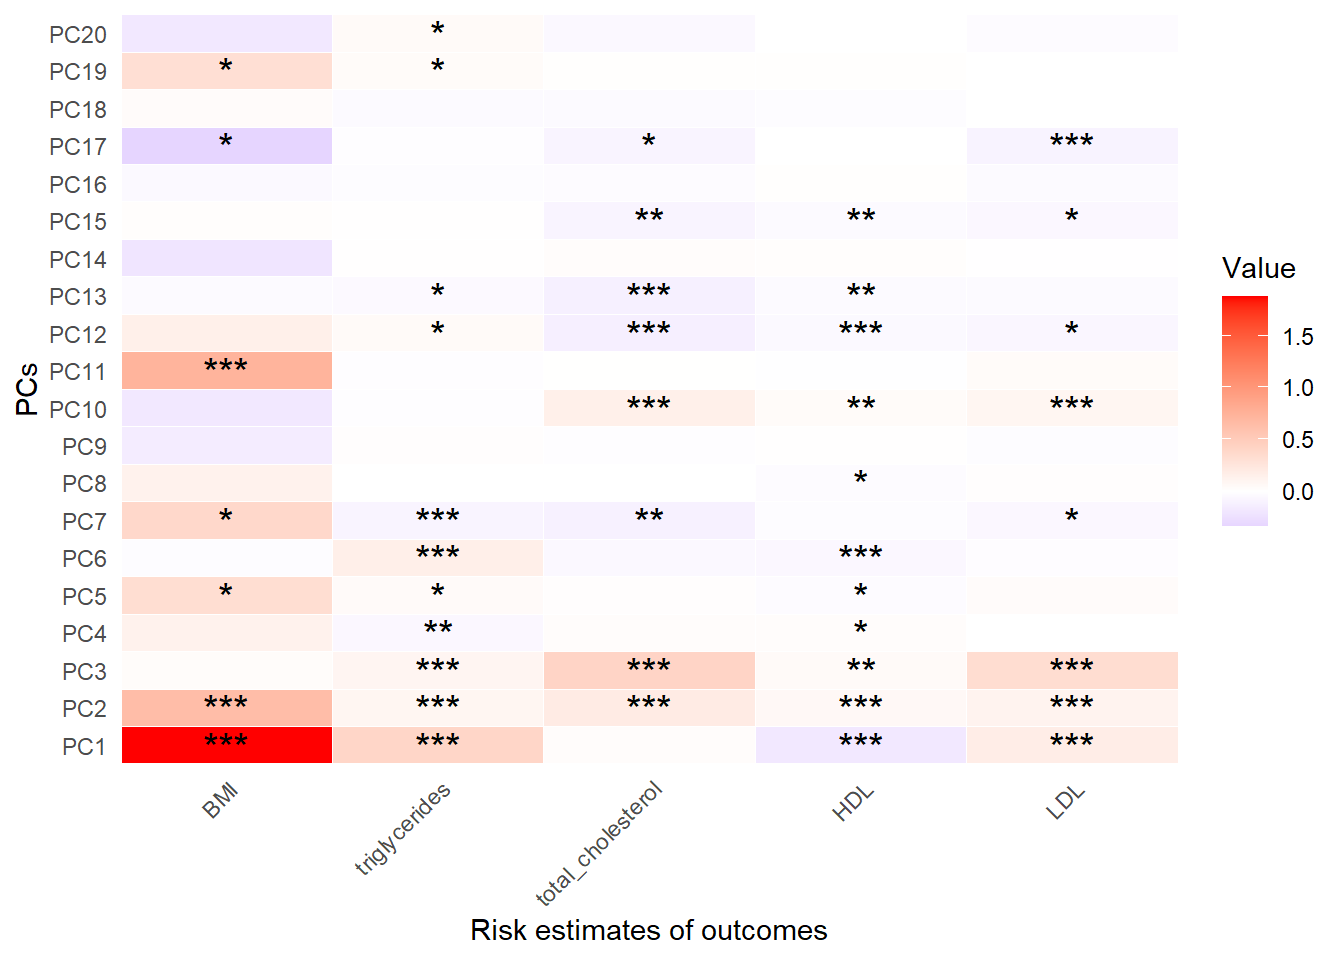 PC20 * 
PC19 * *
PC18
PC17 * * ***
PC16
PC15 ** ** *
PC14
PC13 * *** **
PC12 * *** *** *
PC11 ***
PC10 *** ** ***
PC9
PC8 *
PC7 * *** ** *
PC6 *** ***
PC5 * * *
PC4 ** *
PC3 *** *** ** ***
PC2 *** *** *** *** ***
PC1 *** *** *** ***
PCs
BMI
triglycerides
total_cholesterol
HDL
LDL
Risk estimates of outcomes
Value
1.5
1.0
0.5
0.0